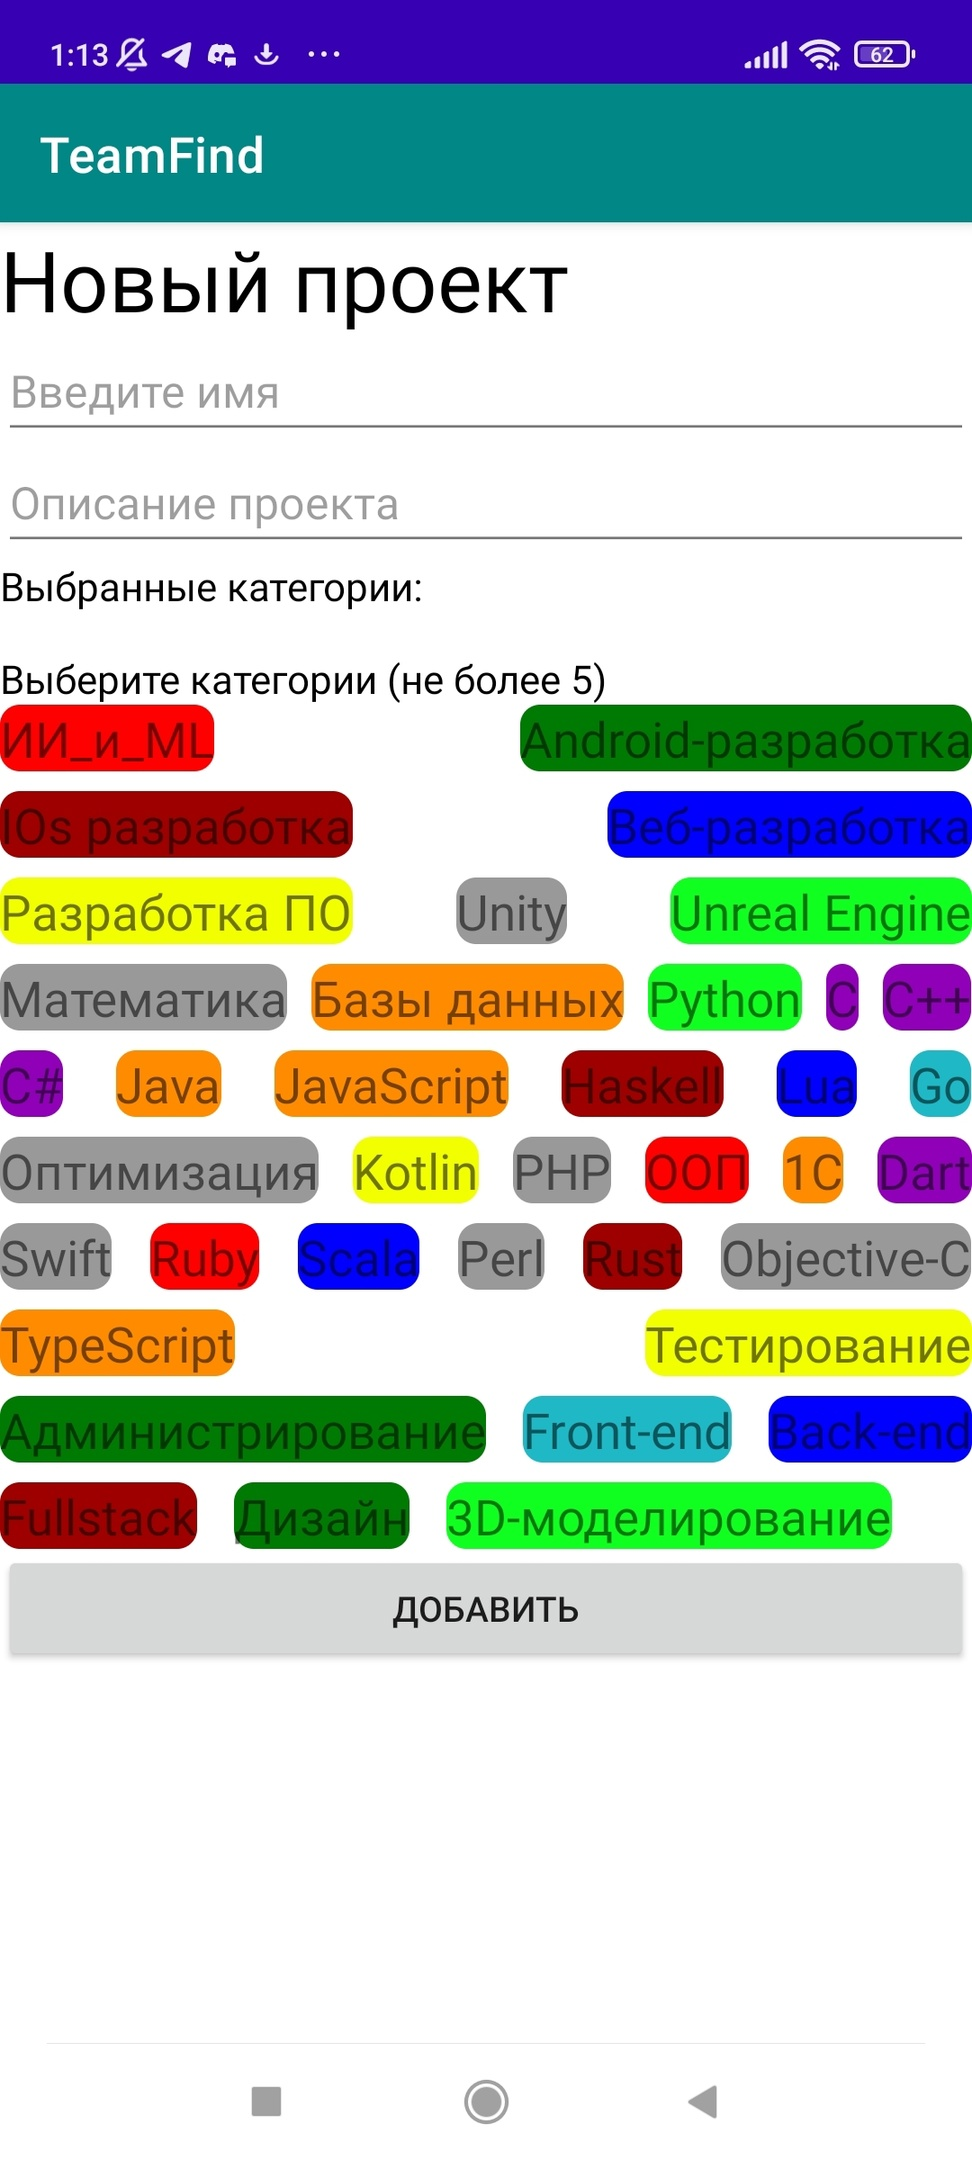 1:13 ... 62
TeamFind
Новый проект
Введите имя
Описание проекта
Выбранные категории:
Выберите категории (не более 5)
ИИ_и_ML Android-разработка
IOs разработка Веб-разработка
Разработка ПО Unity Unreal Engine
Математика Базы данных Python C C++
C# Java JavaScript Haskell Lua Go
Оптимизация Kotlin PHP ООП 1С Dart
Swift Ruby Scala Perl Rust Objective-C
TypeScript Тестирование
Администрирование Front-end Back-end
Fullstack Дизайн 3D-моделирование
ДОБАВИТЬ